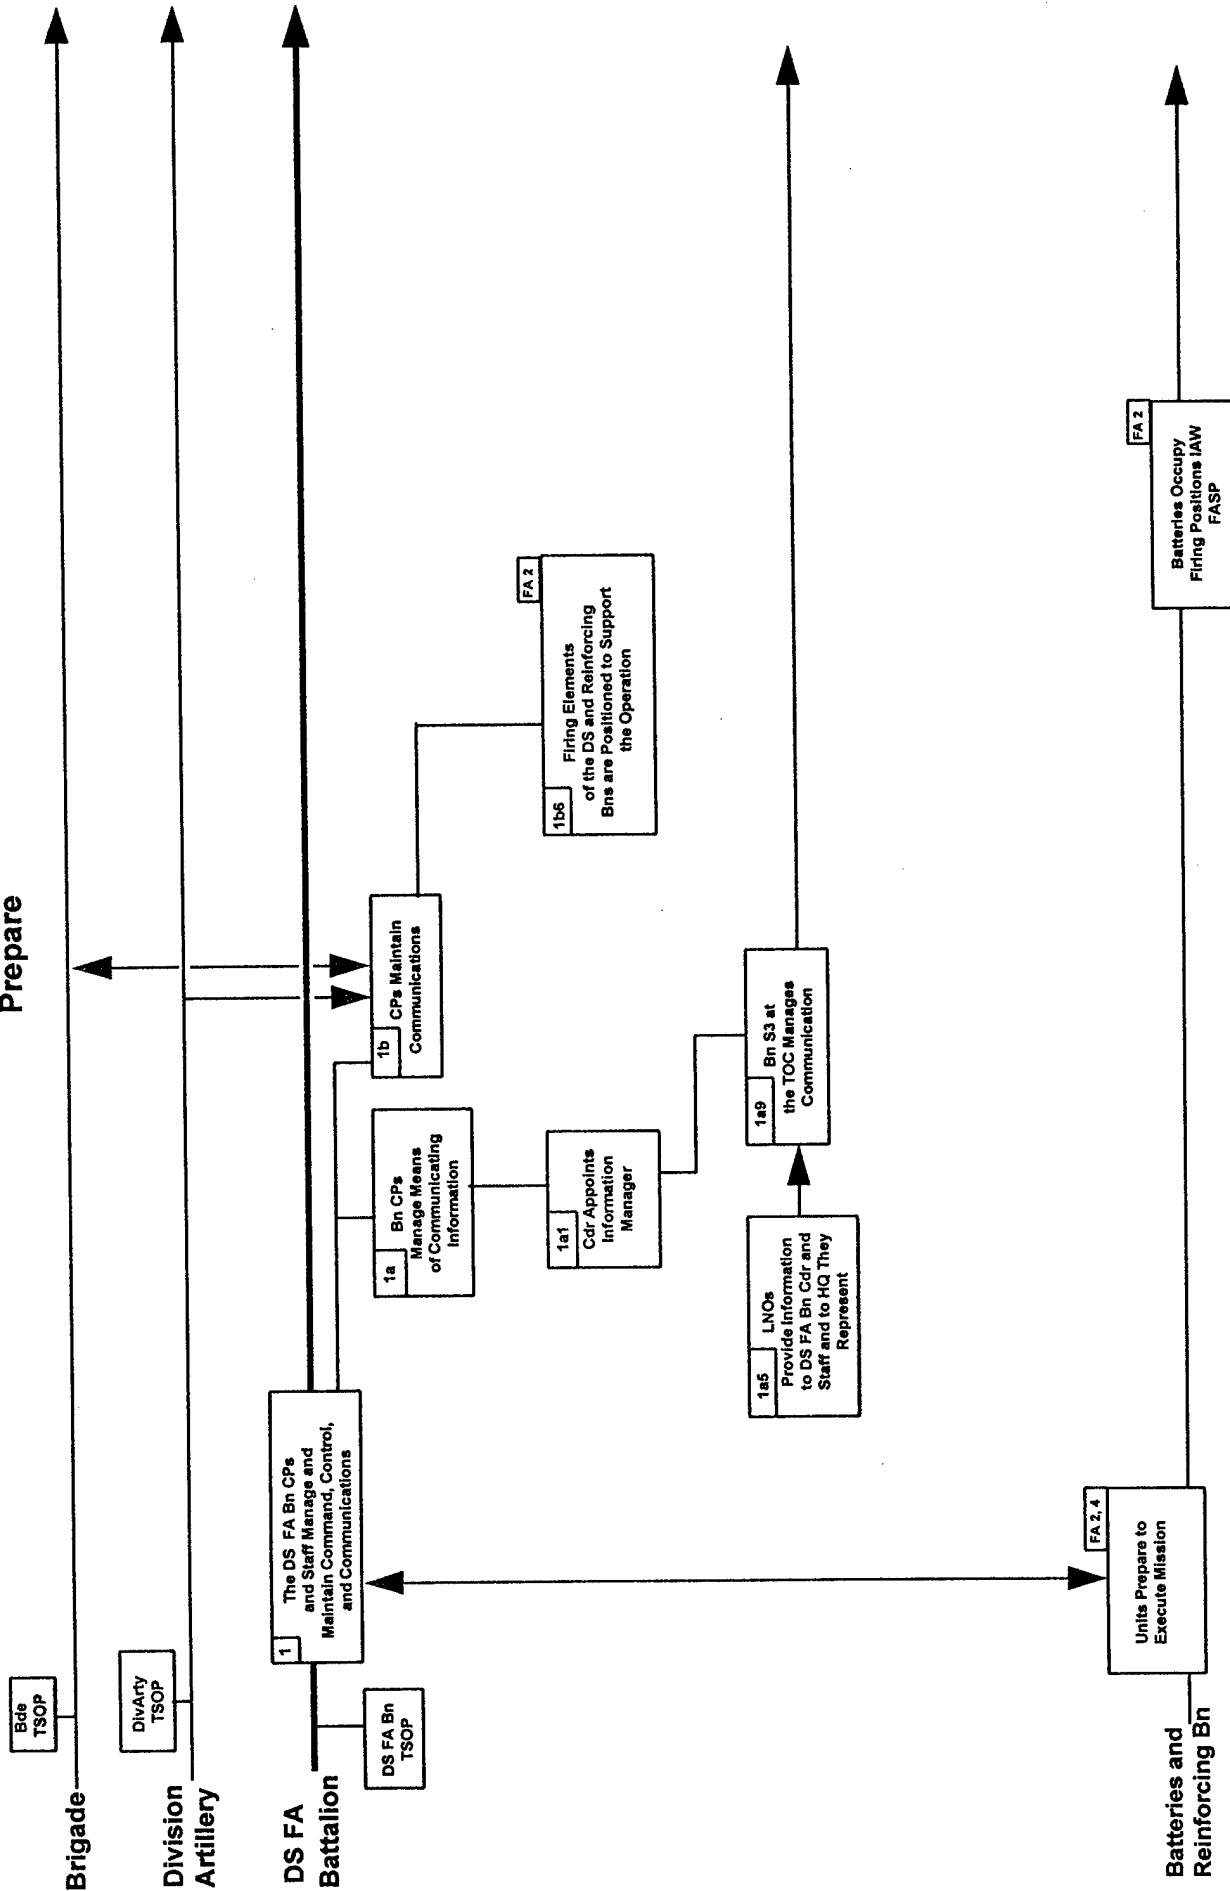 Prepare
Brigade
Bde
TSOP
Division
Artillery
DivArty
TSOP
DS FA
Battalion
DS FA Bn
TSOP
1
The DS FA Bn CPs
and Staff Manage and
Maintain Command, Control,
and Communications
1a
Bn CPs
Manage Means
of Communicating
Information
1b
CPs Maintain
Communications
1a1
Cdr Appoints
Information
Manager
1b6
Firing Elements
of the DS and Reinforcing
Bns are Positioned to Support
the Operation
FA 2
1a5
LNOs
Provide Information
to DS FA Bn Cdr and
Staff and to HQ They
Represent
1a9
Bn S3 at
the TOC Manages
Communication
Batteries and
Reinforcing Bn
FA 2, 4
Units Prepare to
Execute Mission
FA 2
Batteries Occupy
Firing Positions IAW
FASP